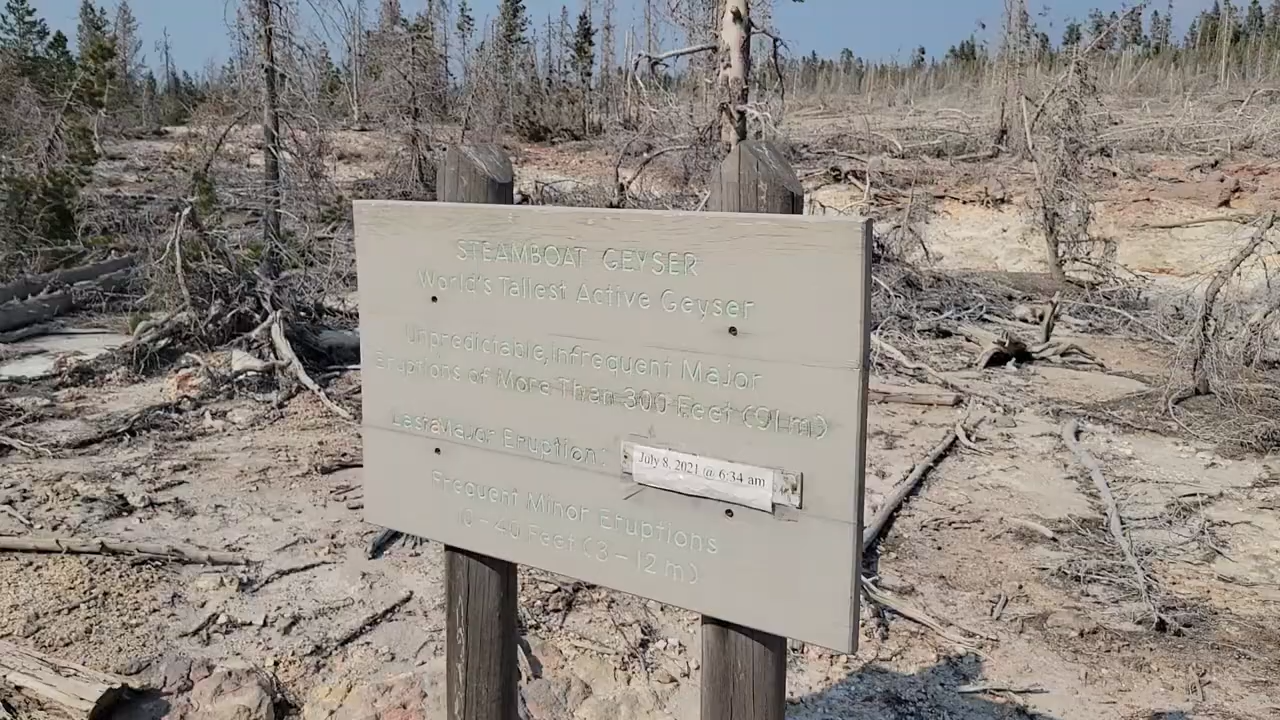 STEAMBOAT GEYSER
World's Tallest Active Geyser
Unpredictable, Infrequent Major
Eruptions of More Than 300 Feet (91m)
Last Major Eruption:
July 8, 2021 @ 6:34 am
Frequent Minor Eruptions
10-40 Feet (3-12 m)